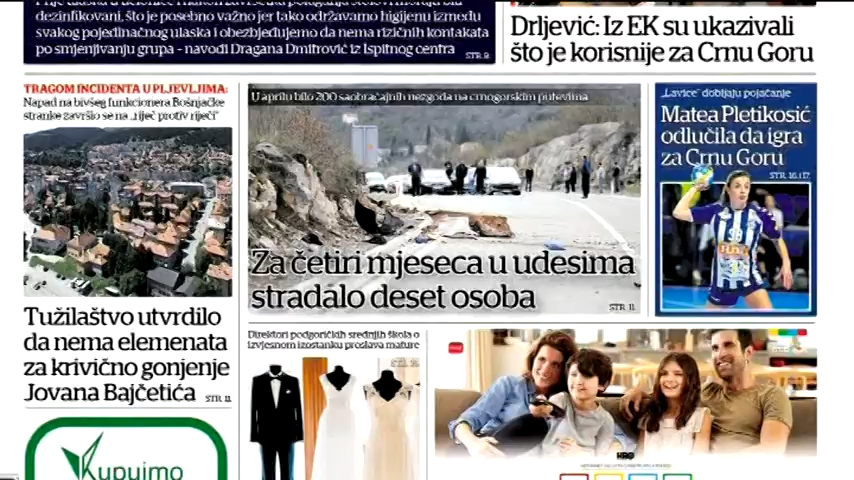 dezinfikovani, što je posebno važno jer tako održavamo higijenu između
svakog pojedinačnog ulaska i obezbjeđujemo da nema rizičnih kontakata
po smjenjivanju grupa - navodi Dragana Dmitrović iz Ispitnog centra
STR. 9.
Drljević: Iz EK su ukazivali
što je korisnije za Crnu Goru
TRAGOM INCIDENTA U PLJEVLJIMA:
Napad na bivšeg funkcionera Bošnjačke
stranke završio se na „riječ protiv riječi“
Tužilaštvo utvrdilo
da nema elemenata
za krivično gonjenje
Jovana Bajčetića STR. 11.
U aprilu bilo 200 saobraćajnih nezgoda na crnogorskim putevima
Za četiri mjeseca u udesima
stradalo deset osoba STR. 11.
„Lavice“ dobijaju pojačanje
Matea Pletikosić
odlučila da igra
za Crnu Goru
STR. 16. i 17.
98
Direktori podgoričkih srednjih škola o
izvjesnom izostanku proslava mature
HBO
Kupujmo